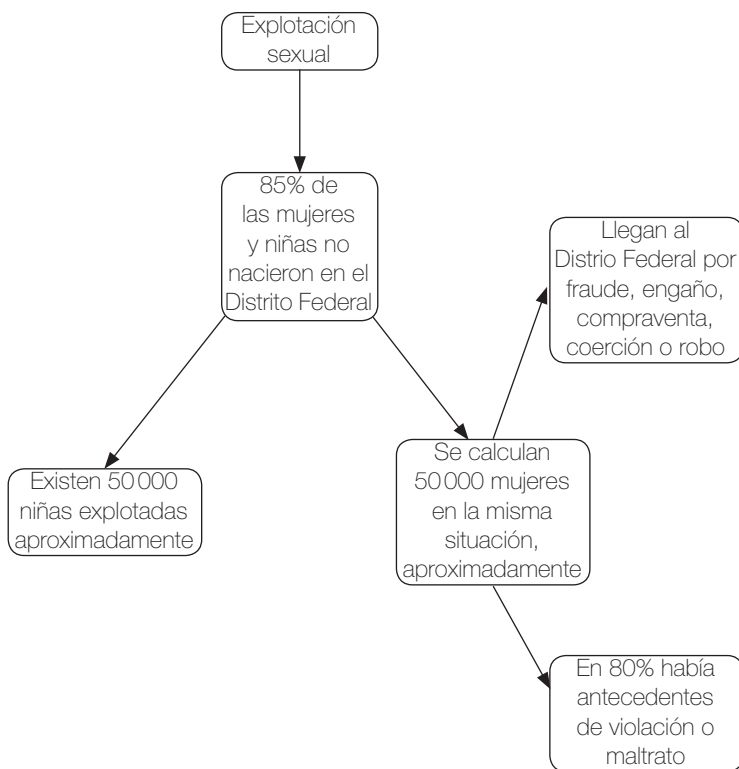 Explotación
sexual
85% de
las mujeres
y niñas no
nacieron en el
Distrito Federal
Llegan al
Distrio Federal por
fraude, engaño,
compraventa,
coerción o robo
Existen 50 000
niñas explotadas
aproximadamente
Se calculan
50 000 mujeres
en la misma
situación,
aproximadamente
En 80% había
antecedentes
de violación o
maltrato